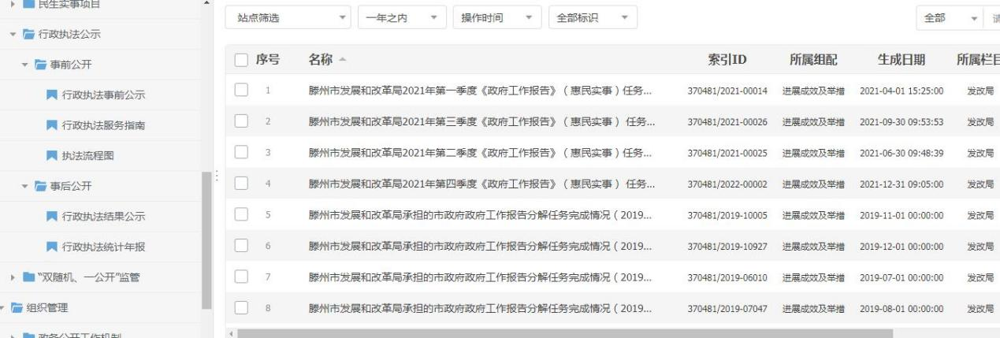 民生实事项目
行政执法公示
事前公开
行政执法事前公示
行政执法服务指南
执法流程图
事后公开
行政执法结果公示
行政执法统计年报
“双随机、一公开”监管
组织管理
政务公开工作机制
站点筛选 一年之内 操作时间 全部标识 全部
序号 名称 索引ID 所属组配 生成日期 所属栏目
1 滕州市发展和改革局2021年第一季度《政府工作报告》（惠民实事）任务... 370481/2021-00014 进展成效及举措 2021-04-01 15:25:00 发改局
2 滕州市发展和改革局2021年第三季度《政府工作报告》（惠民实事） 任务... 370481/2021-00026 进展成效及举措 2021-09-30 09:53:53 发改局
3 滕州市发展和改革局2021年第二季度《政府工作报告》（惠民实事）任务... 370481/2021-00025 进展成效及举措 2021-06-30 09:48:39 发改局
4 滕州市发展和改革局2021年第四季度《政府工作报告》（惠民实事） 任务... 370481/2022-00002 进展成效及举措 2021-12-31 09:05:00 发改局
5 滕州市发展和改革局承担的市政府政府工作报告分解任务完成情况（2019... 370481/2019-10005 进展成效及举措 2019-11-01 00:00:00 发改局
6 滕州市发展和改革局承担的市政府政府工作报告分解任务完成情况（2019... 370481/2019-10927 进展成效及举措 2019-12-01 00:00:00 发改局
7 滕州市发展和改革局承担的市政府政府工作报告分解任务完成情况（2019... 370481/2019-06010 进展成效及举措 2019-07-01 00:00:00 发改局
8 滕州市发展和改革局承担的市政府政府工作报告分解任务完成情况（2019... 370481/2019-07047 进展成效及举措 2019-08-01 00:00:00 发改局